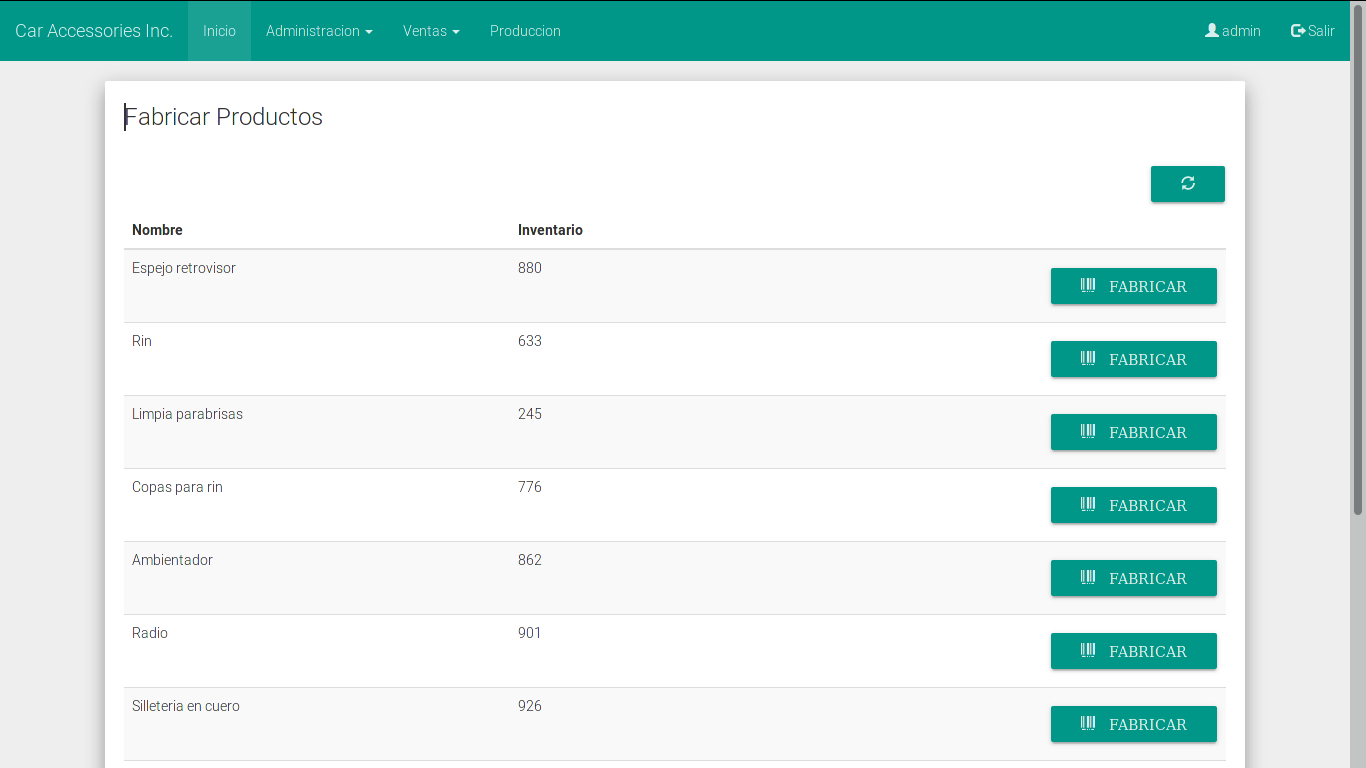 Car Accessories Inc. Inicio Administracion Ventas Produccion admin Salir
Fabricar Productos
Nombre Inventario
Espejo retrovisor 880 FABRICAR
Rin 633 FABRICAR
Limpia parabrisas 245 FABRICAR
Copas para rin 776 FABRICAR
Ambientador 862 FABRICAR
Radio 901 FABRICAR
Silleteria en cuero 926 FABRICAR